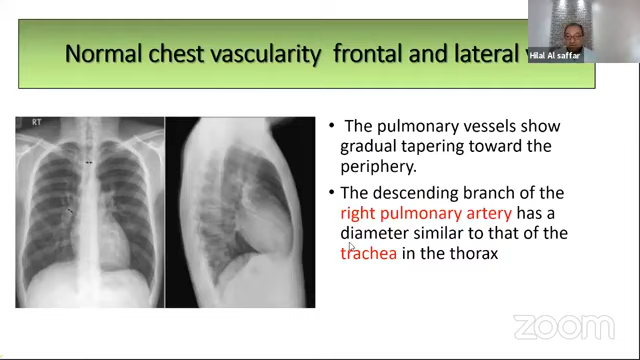 Normal chest vascularity frontal and lateral
Hilal Al saffar
RT
• The pulmonary vessels show
gradual tapering toward the
periphery.
• The descending branch of the
right pulmonary artery has a
diameter similar to that of the
trachea in the thorax
zoom